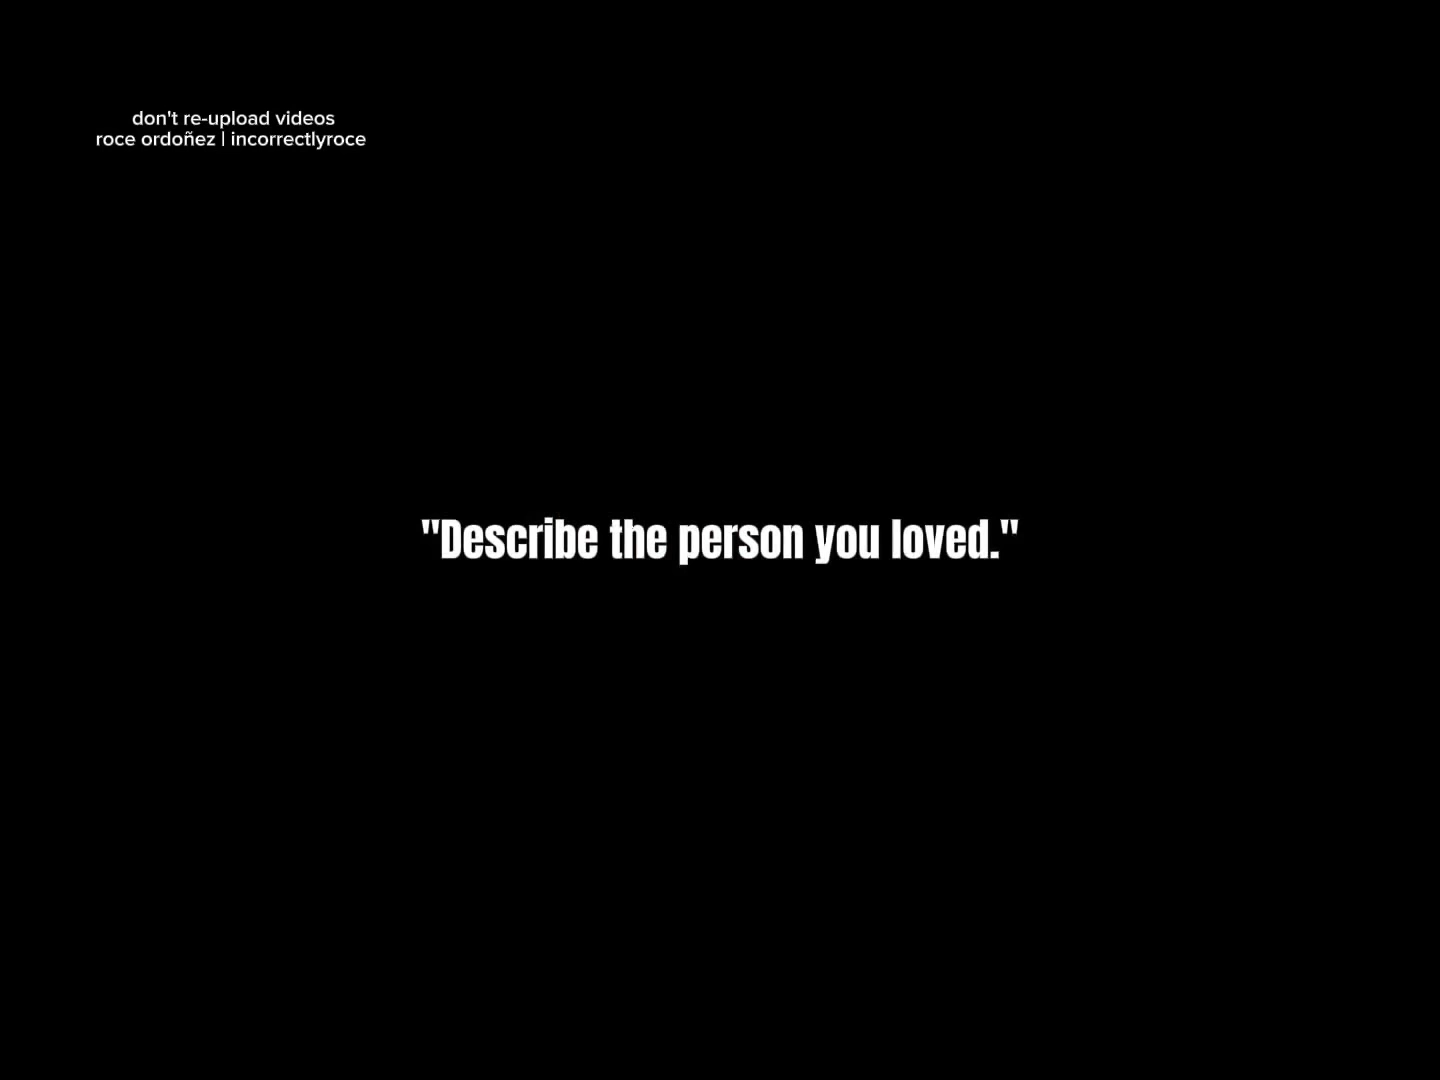 don't re-upload videos
roce ordoñez | incorrectlyroce
"Describe the person you loved."